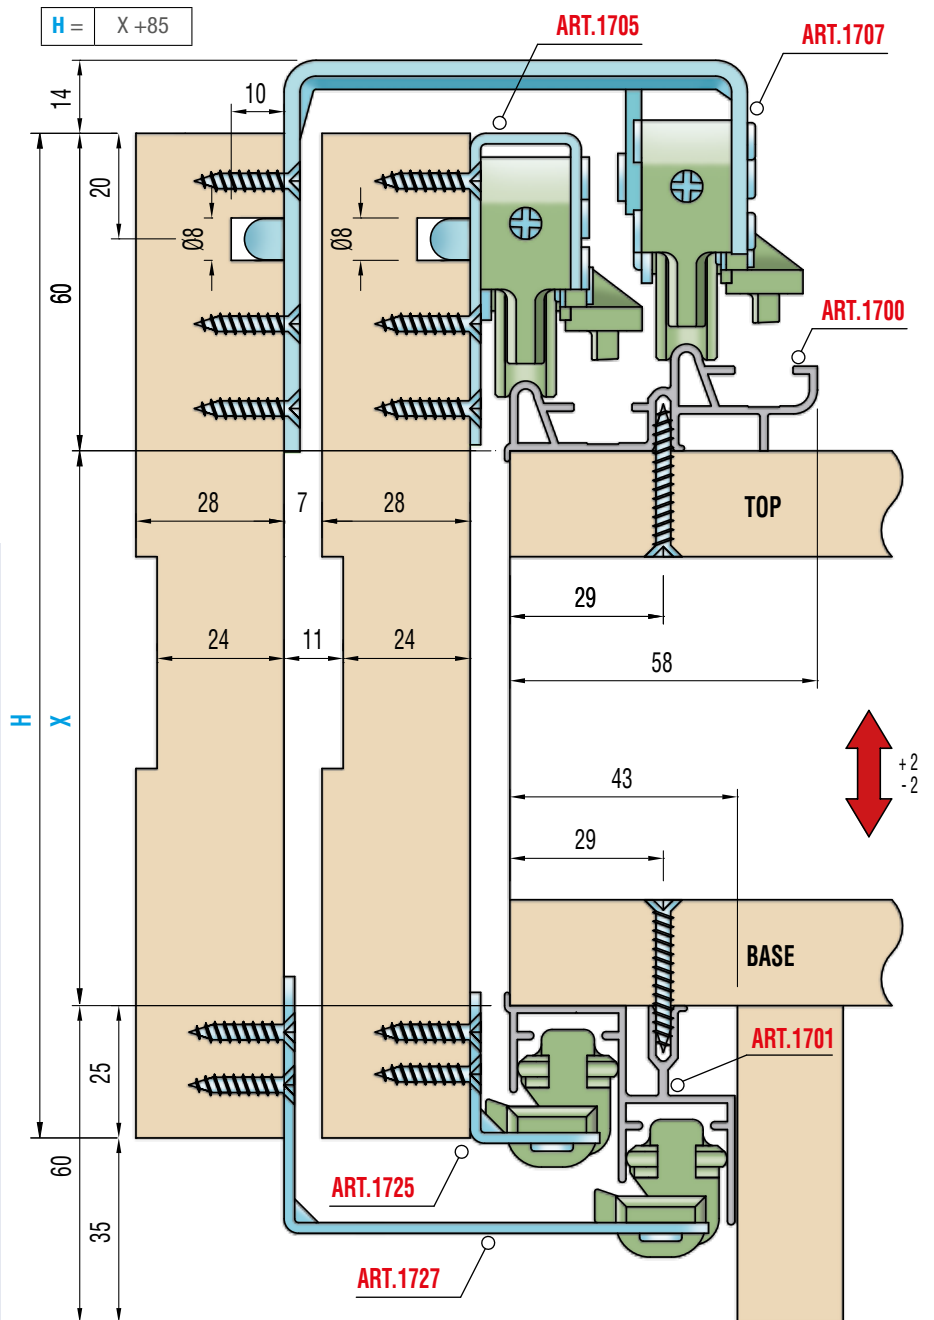 H = X +85
ART.1705
ART.1707
14
10
20
Ø8
Ø8
60
ART.1700
28
7
28
TOP
29
24
11
24
58
H
X
+2
-2
43
29
BASE
ART.1701
25
60
ART.1725
35
ART.1727